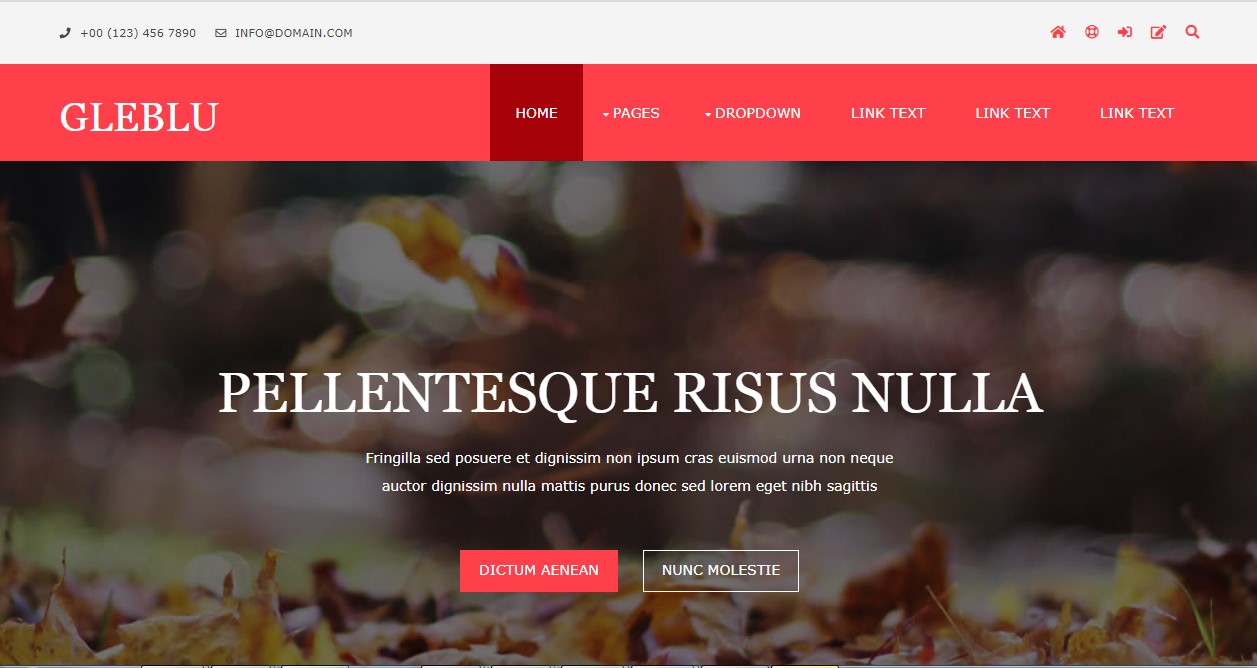 +00 (123) 456 7890 INFO@DOMAIN.COM
GLEBLU
HOME PAGES DROPDOWN LINK TEXT LINK TEXT LINK TEXT
PELLENTESQUE RISUS NULLA
Fringilla sed posuere et dignissim non ipsum cras euismod urna non neque
auctor dignissim nulla mattis purus donec sed lorem eget nibh sagittis
DICTUM AENEAN NUNC MOLESTIE